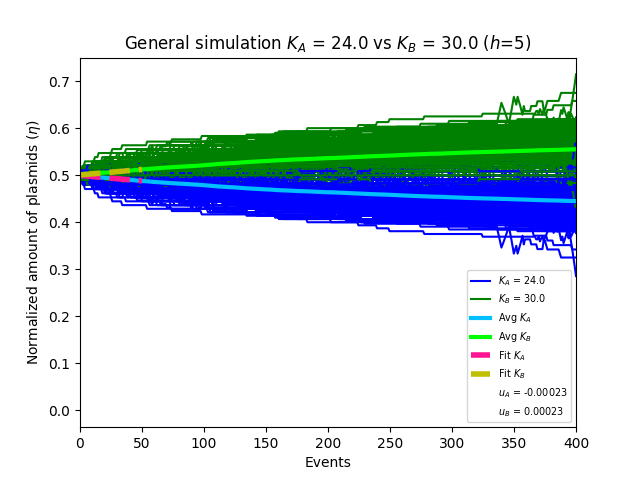 General simulation K_A = 24.0 vs K_B = 30.0 (h=5)
Normalized amount of plasmids (η)
0.7
0.6
0.5
0.4
0.3
0.2
0.1
0.0
K_A = 24.0
K_B = 30.0
Avg K_A
Avg K_B
Fit K_A
Fit K_B
u_A = -0.00023
u_B = 0.00023
0 50 100 150 200 250 300 350 400
Events